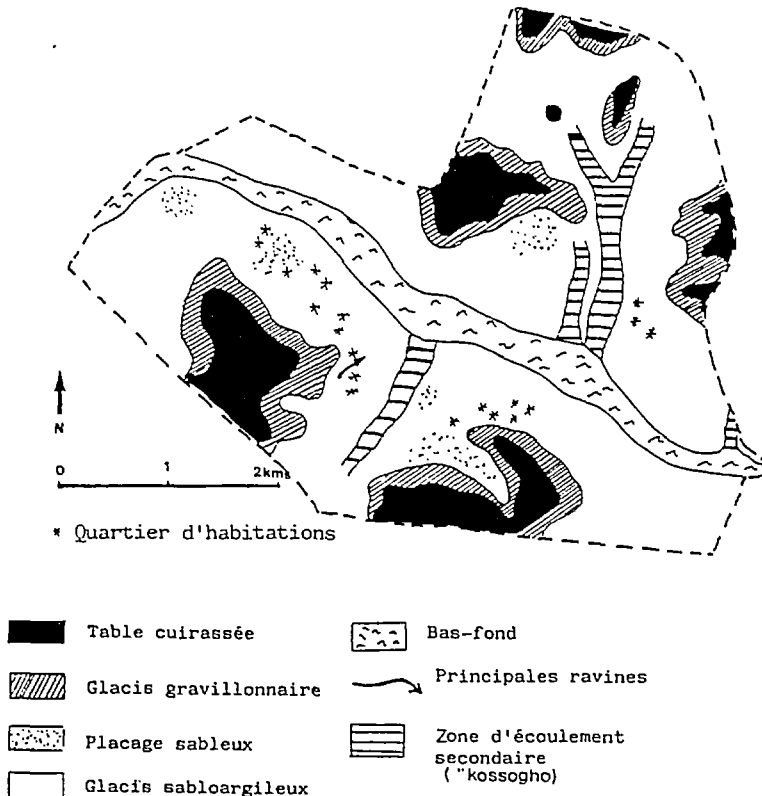 N
0 1 2kms
* Quartier d'habitations
Table cuirassée
Glacis gravillonnaire
Placage sableux
Glacis sabloargileux
Bas-fond
Principales ravines
Zone d'écoulement
secondaire
("kossogho)